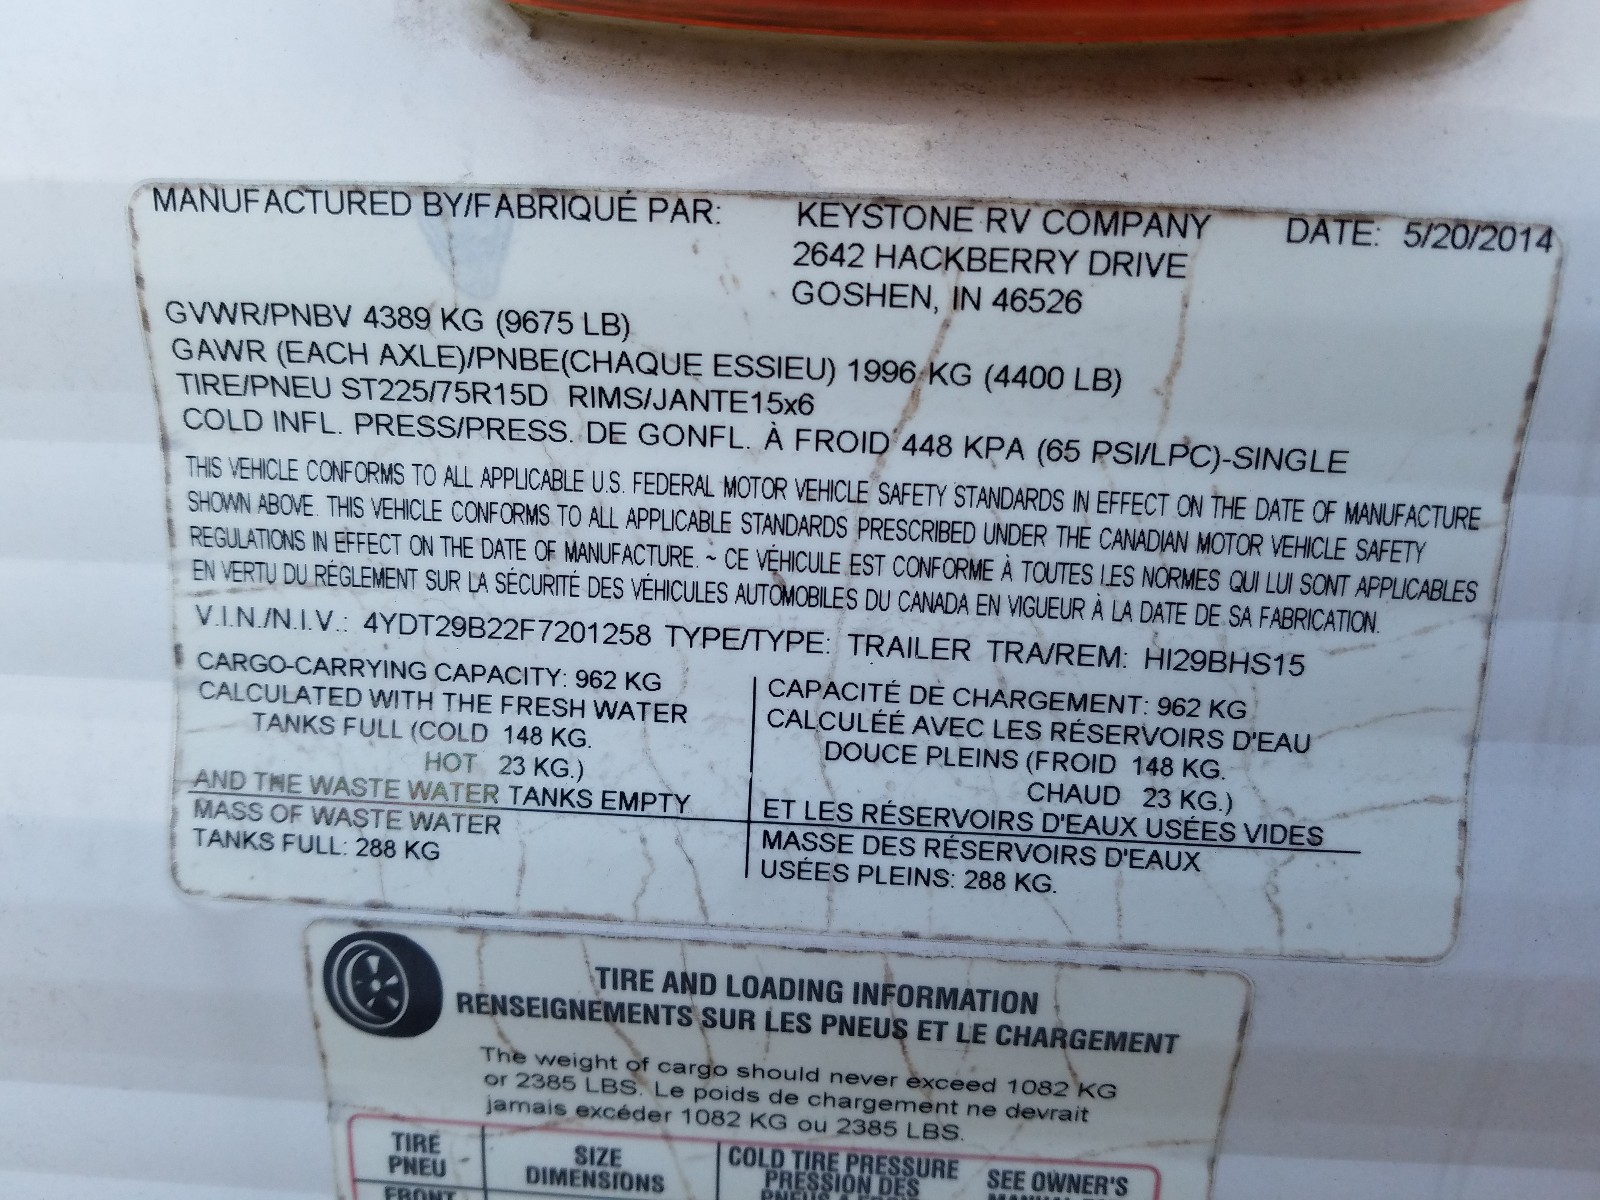 MANUFACTURED BY/FABRIQUÉ PAR: KEYSTONE RV COMPANY DATE: 5/20/2014
2642 HACKBERRY DRIVE
GOSHEN, IN 46526
GVWR/PNBV 4389 KG (9675 LB)
GAWR (EACH AXLE)/PNBE(CHAQUE ESSIEU) 1996 KG (4400 LB)
TIRE/PNEU ST225/75R15D RIMS/JANTE15x6
COLD INFL. PRESS/PRESS. DE GONFL. À FROID 448 KPA (65 PSI/LPC)-SINGLE
THIS VEHICLE CONFORMS TO ALL APPLICABLE U.S. FEDERAL MOTOR VEHICLE SAFETY STANDARDS IN EFFECT ON THE DATE OF MANUFACTURE
SHOWN ABOVE. THIS VEHICLE CONFORMS TO ALL APPLICABLE STANDARDS PRESCRIBED UNDER THE CANADIAN MOTOR VEHICLE SAFETY
REGULATIONS IN EFFECT ON THE DATE OF MANUFACTURE. ~ CE VÉHICULE EST CONFORME À TOUTES LES NORMES QUI LUI SONT APPLICABLES
EN VERTU DU RÉGLEMENT SUR LA SÉCURITÉ DES VÉHICULES AUTOMOBILES DU CANADA EN VIGUEUR À LA DATE DE SA FABRICATION.
V.I.N./N.I.V.: 4YDT29B22F7201258 TYPE/TYPE: TRAILER TRA/REM: HI29BHS15
CARGO-CARRYING CAPACITY: 962 KG
CALCULATED WITH THE FRESH WATER
TANKS FULL (COLD 148 KG.
HOT 23 KG.)
AND THE WASTE WATER TANKS EMPTY
MASS OF WASTE WATER
TANKS FULL: 288 KG
CAPACITÉ DE CHARGEMENT: 962 KG
CALCULÉÉ AVEC LES RÉSERVOIRS D'EAU
DOUCE PLEINS (FROID 148 KG.
CHAUD 23 KG.)
ET LES RÉSERVOIRS D'EAUX USÉES VIDES
MASSE DES RÉSERVOIRS D'EAUX
USÉES PLEINS: 288 KG.
TIRE AND LOADING INFORMATION
RENSEIGNEMENTS SUR LES PNEUS ET LE CHARGEMENT
The weight of cargo should never exceed 1082 KG
or 2385 LBS. Le poids de chargement ne devrait
jamais excéder 1082 KG ou 2385 LBS.
TIRE
PNEU
SIZE
DIMENSIONS
COLD TIRE PRESSURE
PRESSION DES
SEE OWNER'S
FRONT